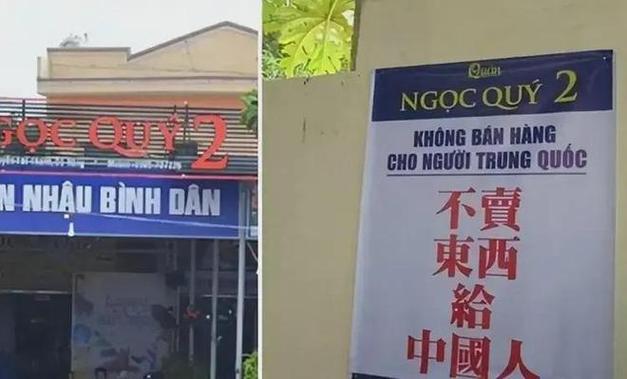 GỌC QUÝ 2
N NHẬU BÌNH DÂN
Quán
NGỌC QUÝ 2
KHÔNG BÁN HÀNG
CHO NGƯỜI TRUNG QUỐC
不賣
東西
給
中國人